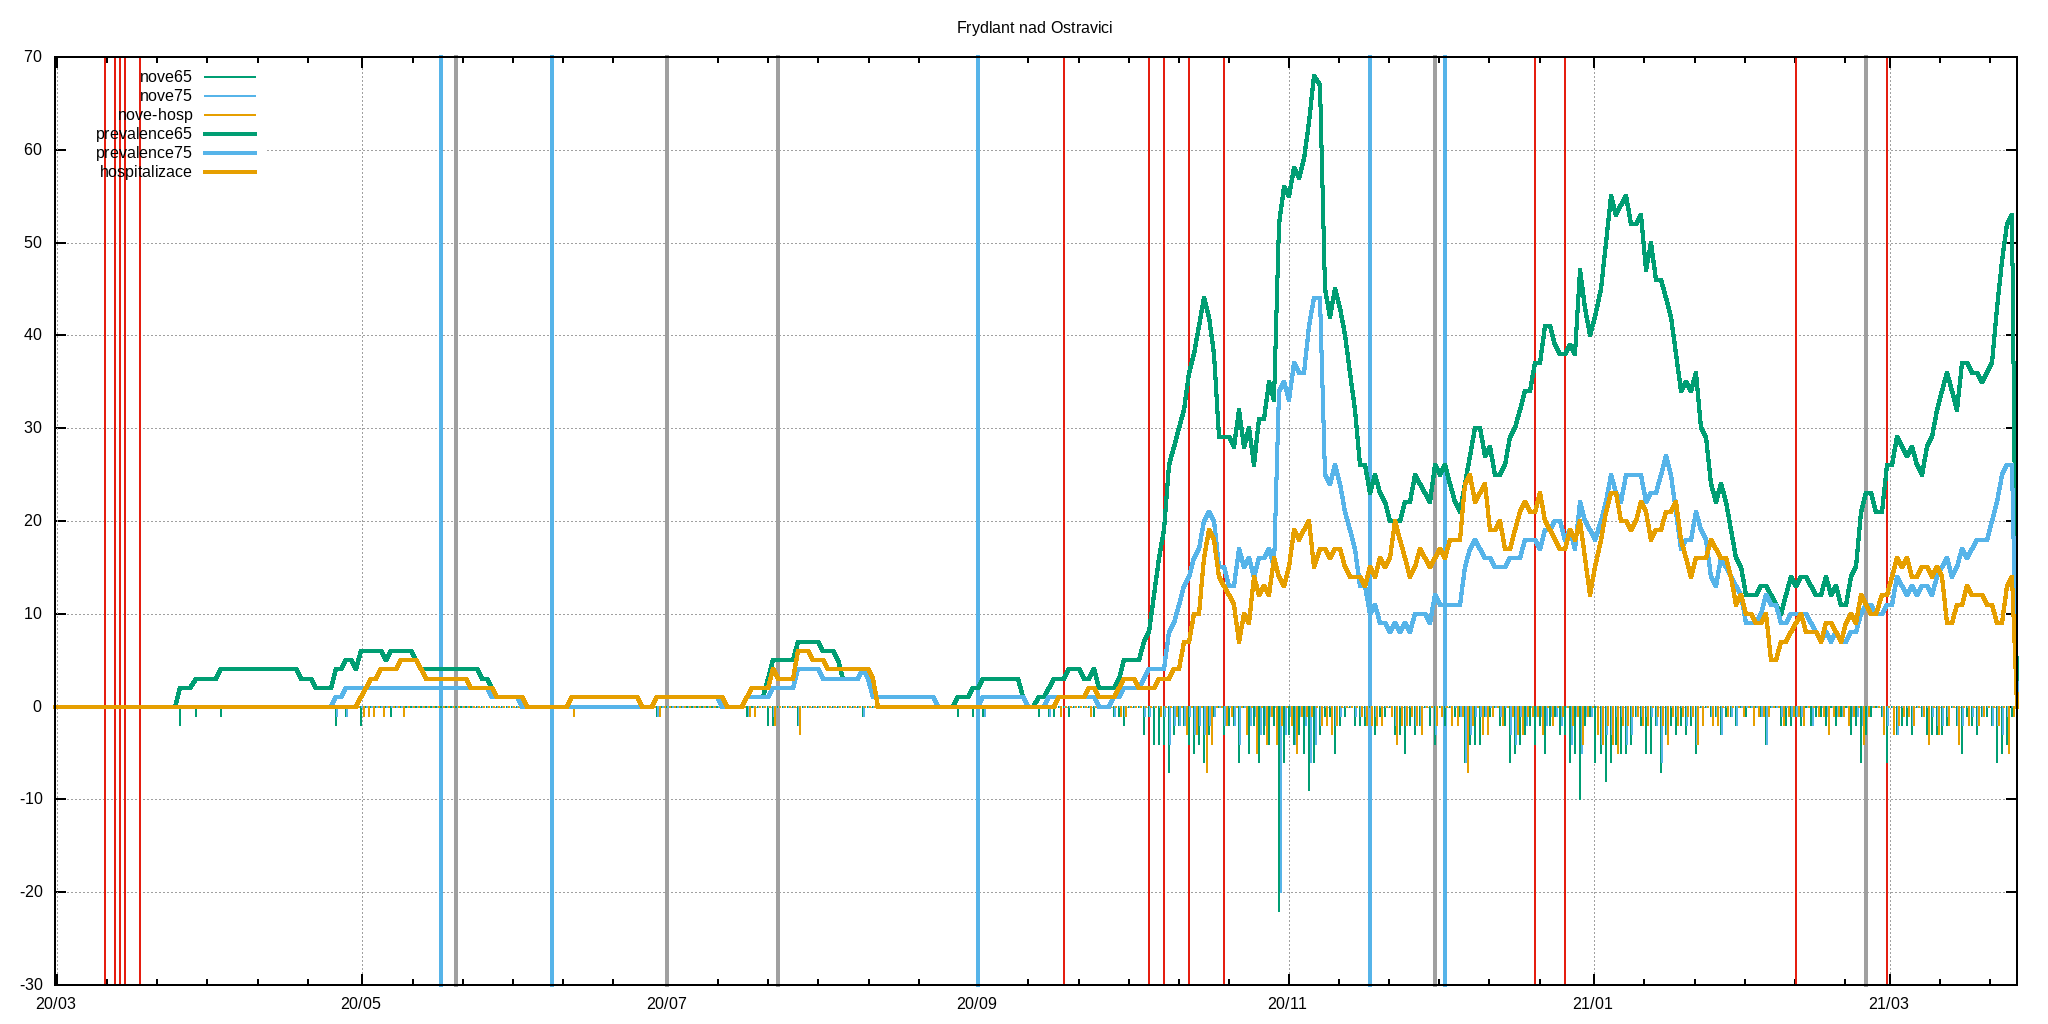 Frydlant nad Ostravici
70
60
50
40
30
20
10
0
-10
-20
-30
nove65
nove75
nove-hosp
prevalence65
prevalence75
hospitalizace
20/03 20/05 20/07 20/09 20/11 21/01 21/03